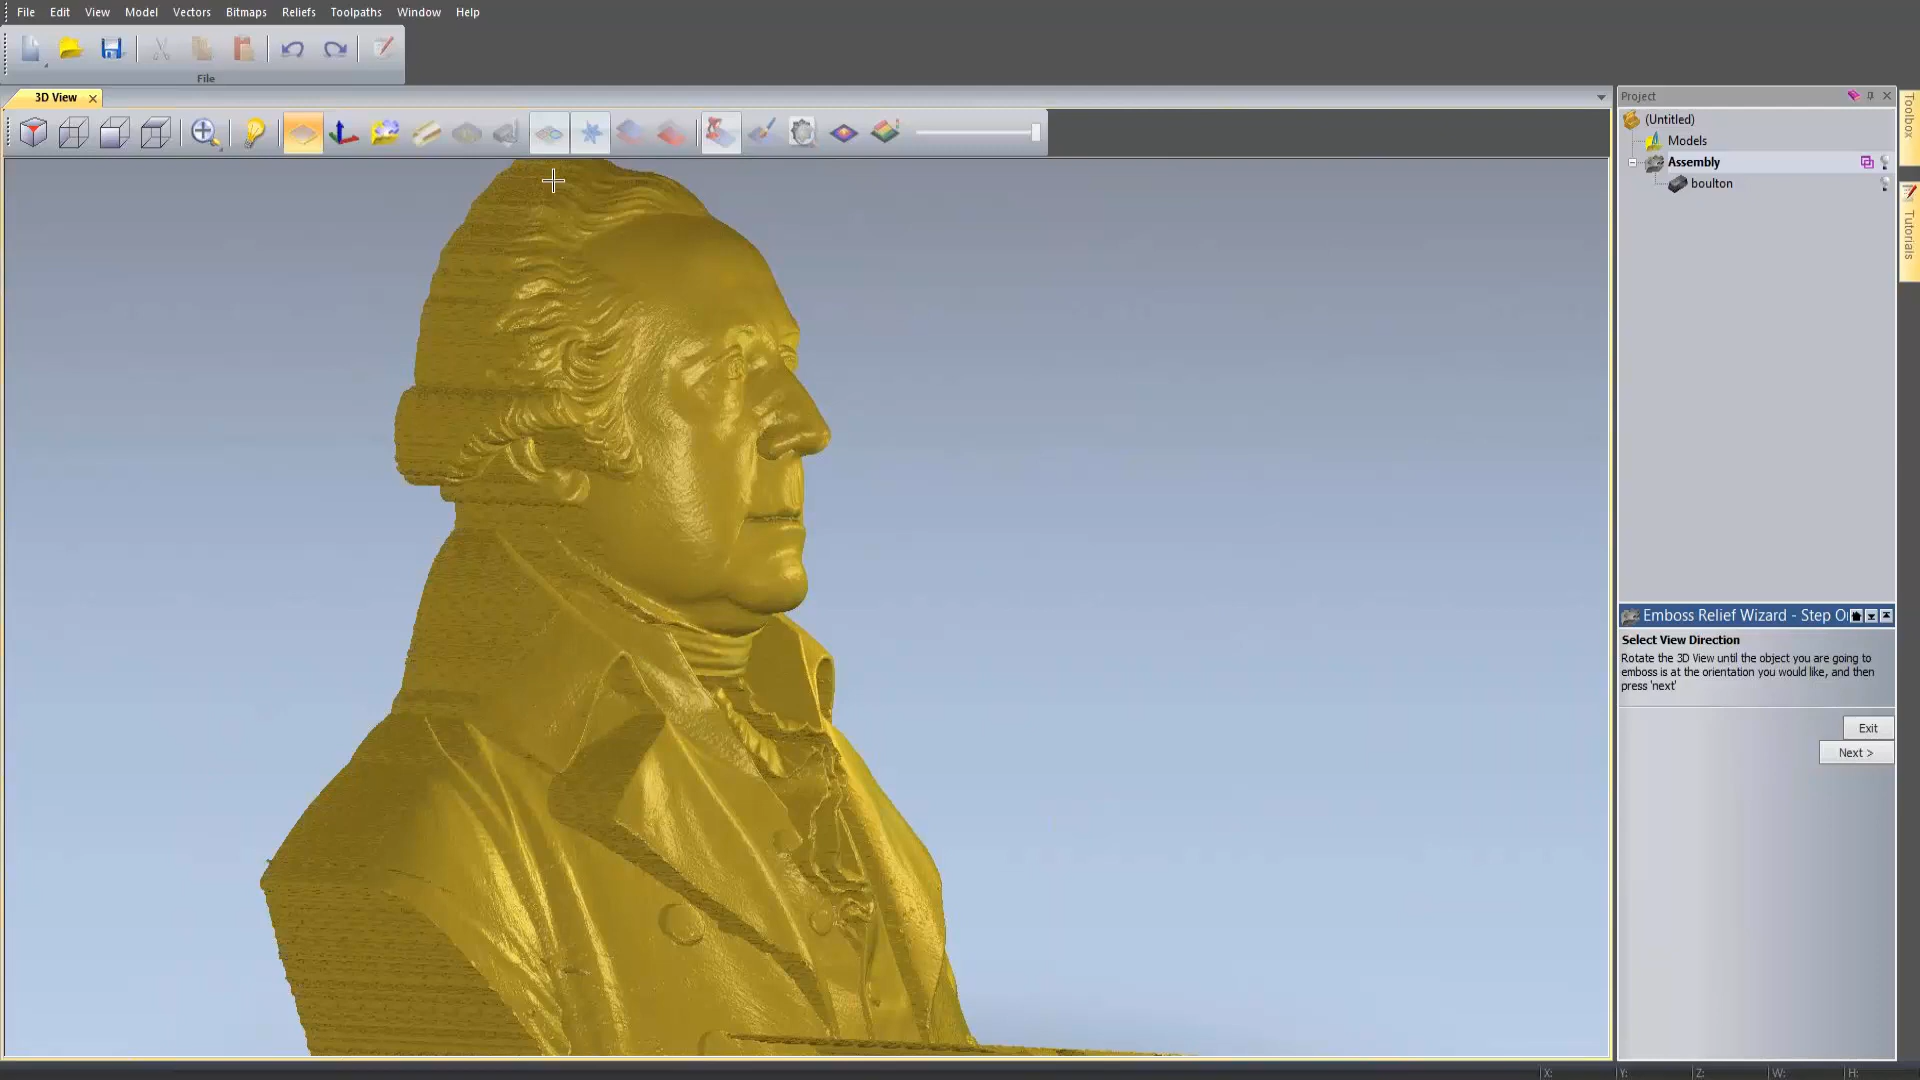 File Edit View Model Vectors Bitmaps Reliefs Toolpaths Window Help
File
3D View
Project
(Untitled)
Models
Assembly
boulton
Toolbox
Tutorials
Emboss Relief Wizard - Step O
Select View Direction
Rotate the 3D View until the object you are going to
emboss is at the orientation you would like, and then
press 'next'
Exit
Next >
X: Y: Z: W: H: